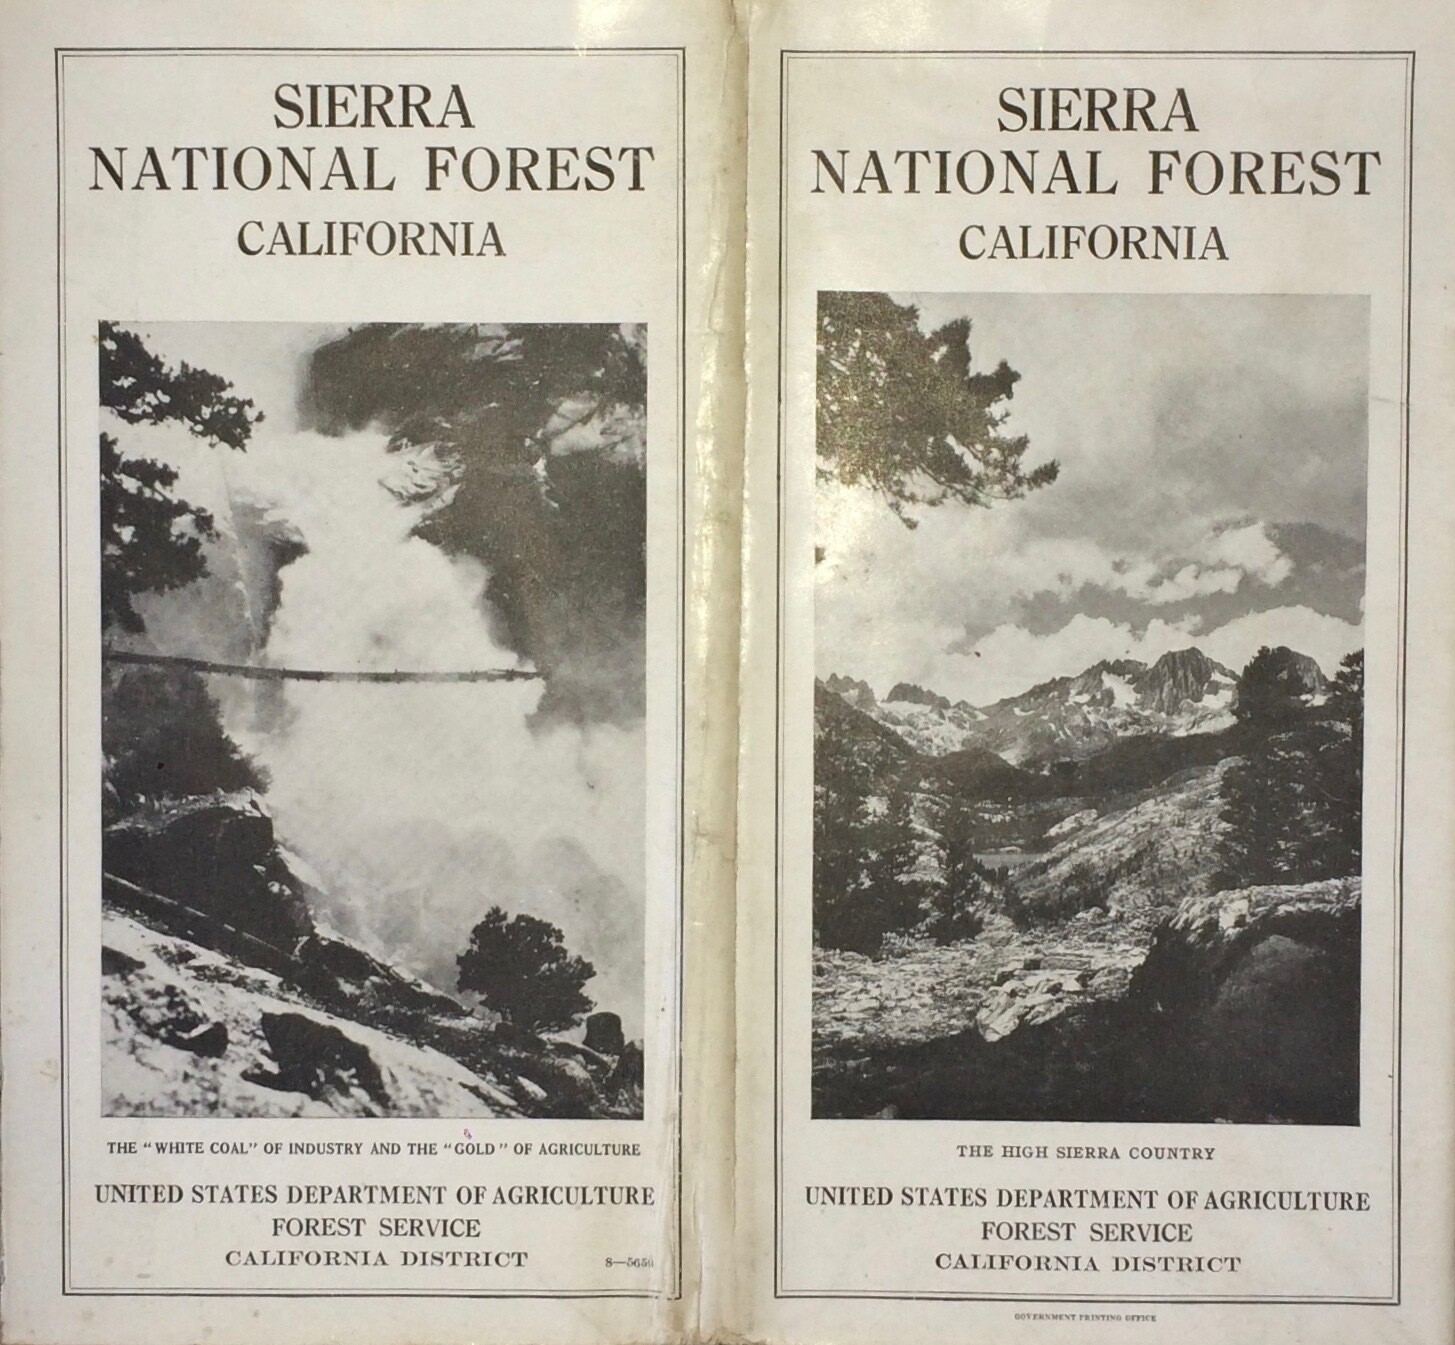 SIERRA
NATIONAL FOREST
CALIFORNIA
THE "WHITE COAL" OF INDUSTRY AND THE "GOLD" OF AGRICULTURE
UNITED STATES DEPARTMENT OF AGRICULTURE
FOREST SERVICE
CALIFORNIA DISTRICT
SIERRA
NATIONAL FOREST
CALIFORNIA
THE HIGH SIERRA COUNTRY
UNITED STATES DEPARTMENT OF AGRICULTURE
FOREST SERVICE
CALIFORNIA DISTRICT
GOVERNMENT PRINTING OFFICE